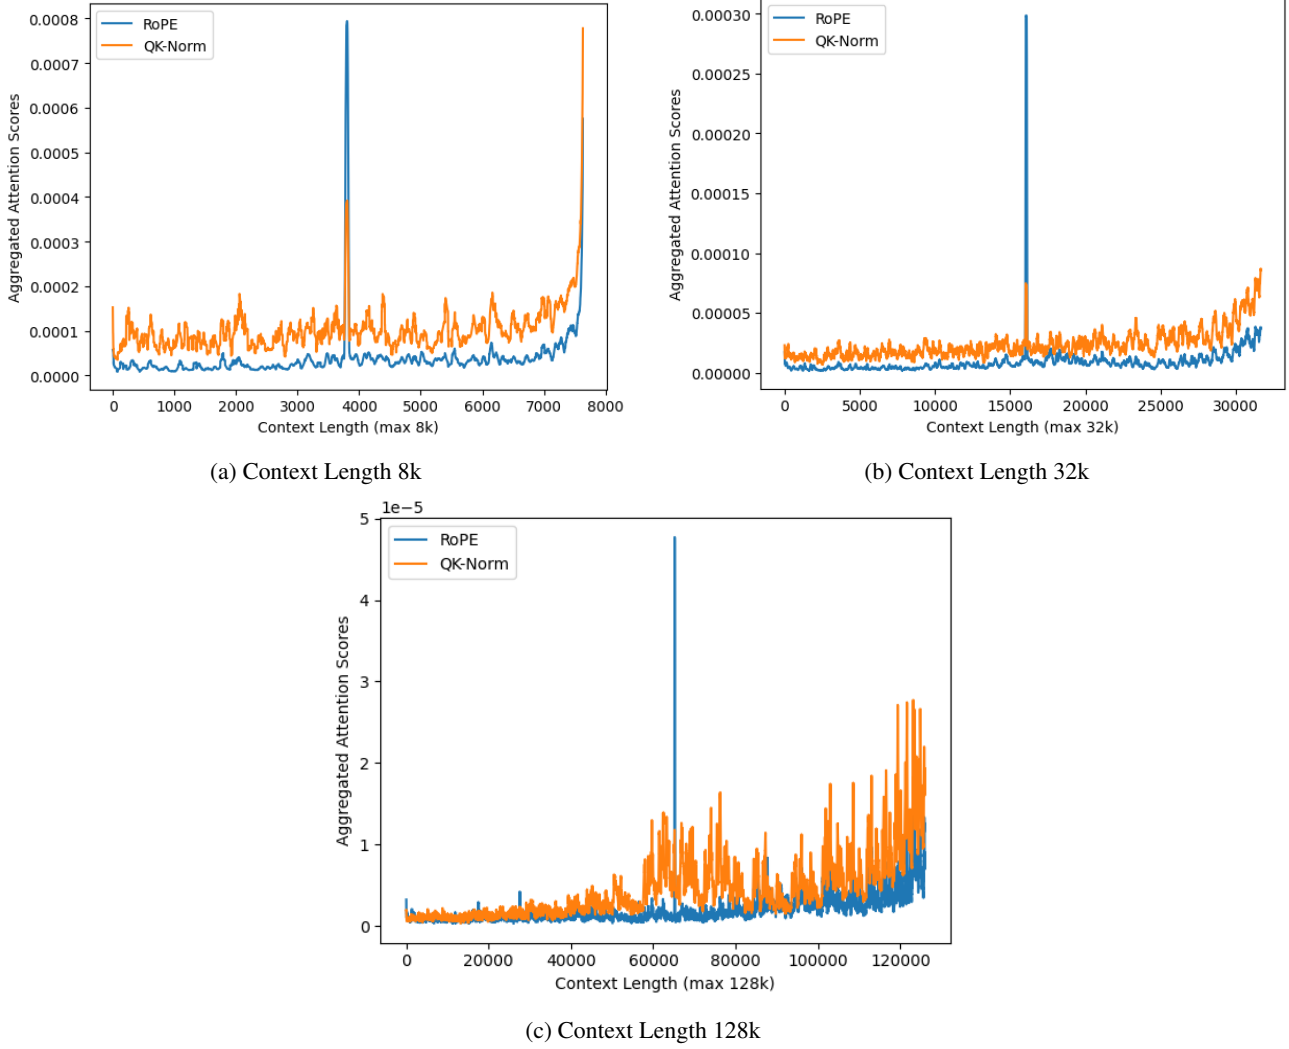 0.0008
0.0007
0.0006
0.0005
0.0004
0.0003
0.0002
0.0001
0.0000
Aggregated Attention Scores
RoPE
QK-Norm
0 1000 2000 3000 4000 5000 6000 7000 8000
Context Length (max 8k)
(a) Context Length 8k
0.00030
0.00025
0.00020
0.00015
0.00010
0.00005
0.00000
Aggregated Attention Scores
RoPE
QK-Norm
0 5000 10000 15000 20000 25000 30000
Context Length (max 32k)
(b) Context Length 32k
1e−5
5
4
3
2
1
0
Aggregated Attention Scores
RoPE
QK-Norm
0 20000 40000 60000 80000 100000 120000
Context Length (max 128k)
(c) Context Length 128k